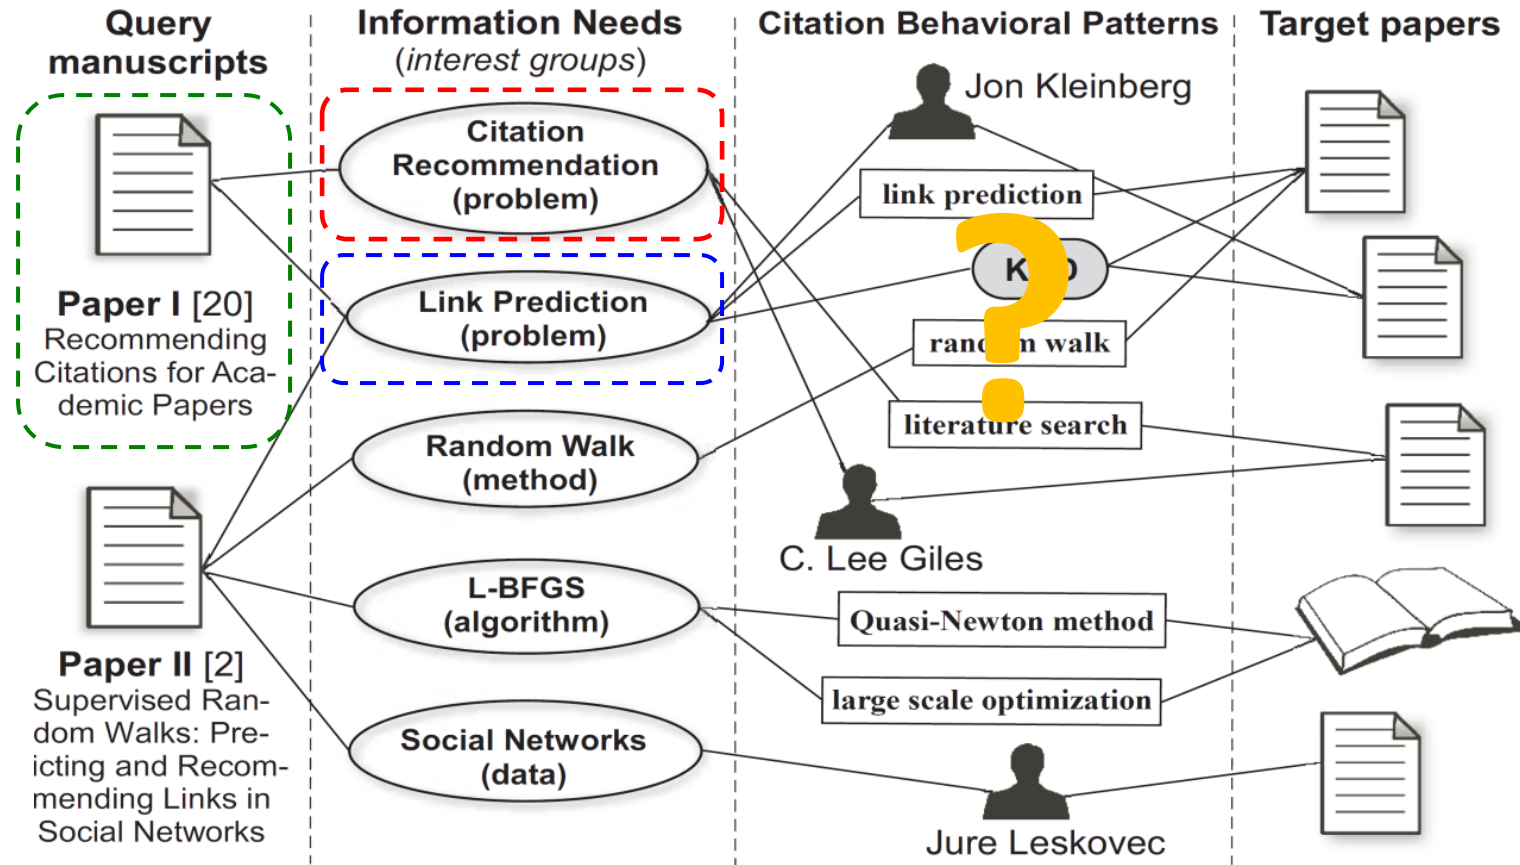 Query
manuscripts
Paper I [20]
Recommending
Citations for Aca-
demic Papers
Paper II [2]
Supervised Ran-
dom Walks: Pre-
icting and Recom-
mending Links in
Social Networks
Information Needs
(interest groups)
Citation
Recommendation
(problem)
Link Prediction
(problem)
Random Walk
(method)
L-BFGS
(algorithm)
Social Networks
(data)
Citation Behavioral Patterns
Jon Kleinberg
link prediction
?
random walk
literature search
C. Lee Giles
Quasi-Newton method
large scale optimization
Jure Leskovec
Target papers